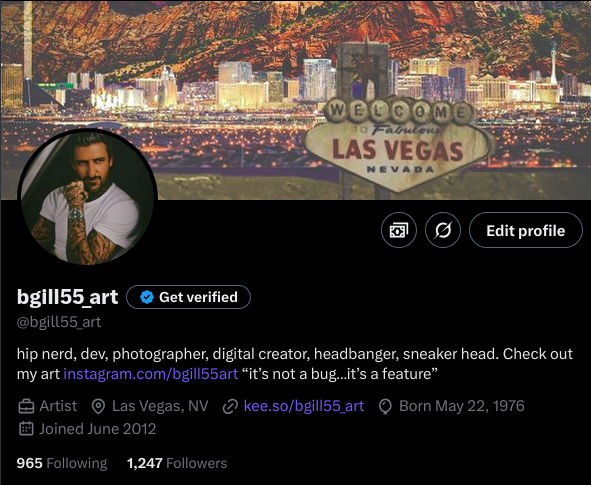 WELCOME
TO Fabulous
LAS VEGAS
NEVADA
Edit profile
bgill55_art Get verified
@bgill55_art
hip nerd, dev, photographer, digital creator, headbanger, sneaker head. Check out
my art instagram.com/bgill55art “it’s not a bug...it’s a feature”
Artist Las Vegas, NV kee.so/bgill55_art Born May 22, 1976
Joined June 2012
965 Following 1,247 Followers